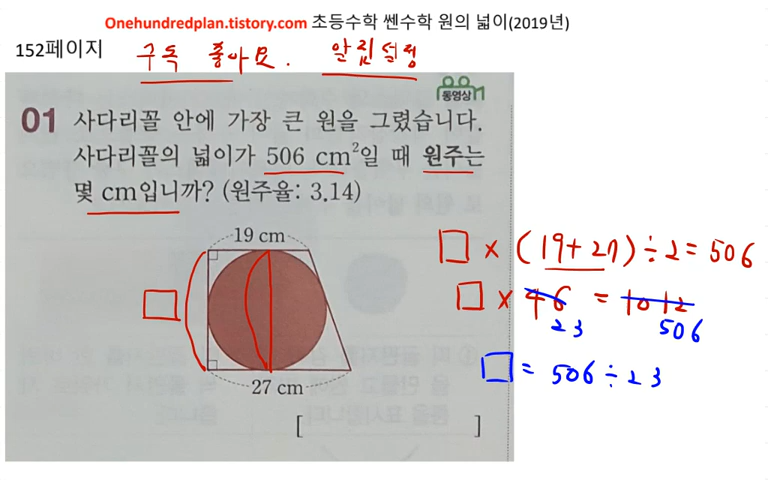 Onehundredplan.tistory.com 초등수학 쎈수학 원의 넓이(2019년)
152페이지 구독 좋아요. 알림설정
동영상
01 사다리꼴 안에 가장 큰 원을 그렸습니다.
사다리꼴의 넓이가 506 cm²일 때 원주는
몇 cm입니까? (원주율: 3.14)
19 cm
□ × (19+27)÷2=506
□
□ × 46 = 1012
23 506
□ = 506÷23
27 cm
[ ]